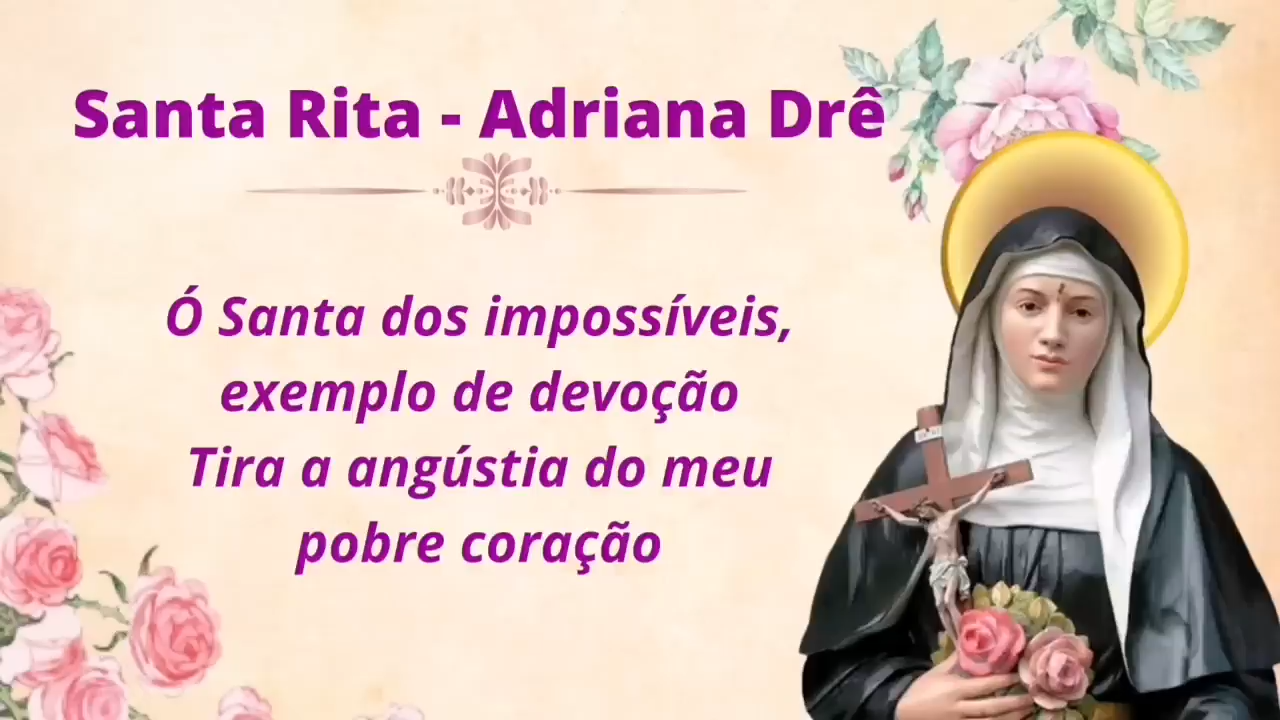 Santa Rita - Adriana Drê
Ó Santa dos impossíveis,
exemplo de devoção
Tira a angústia do meu
pobre coração